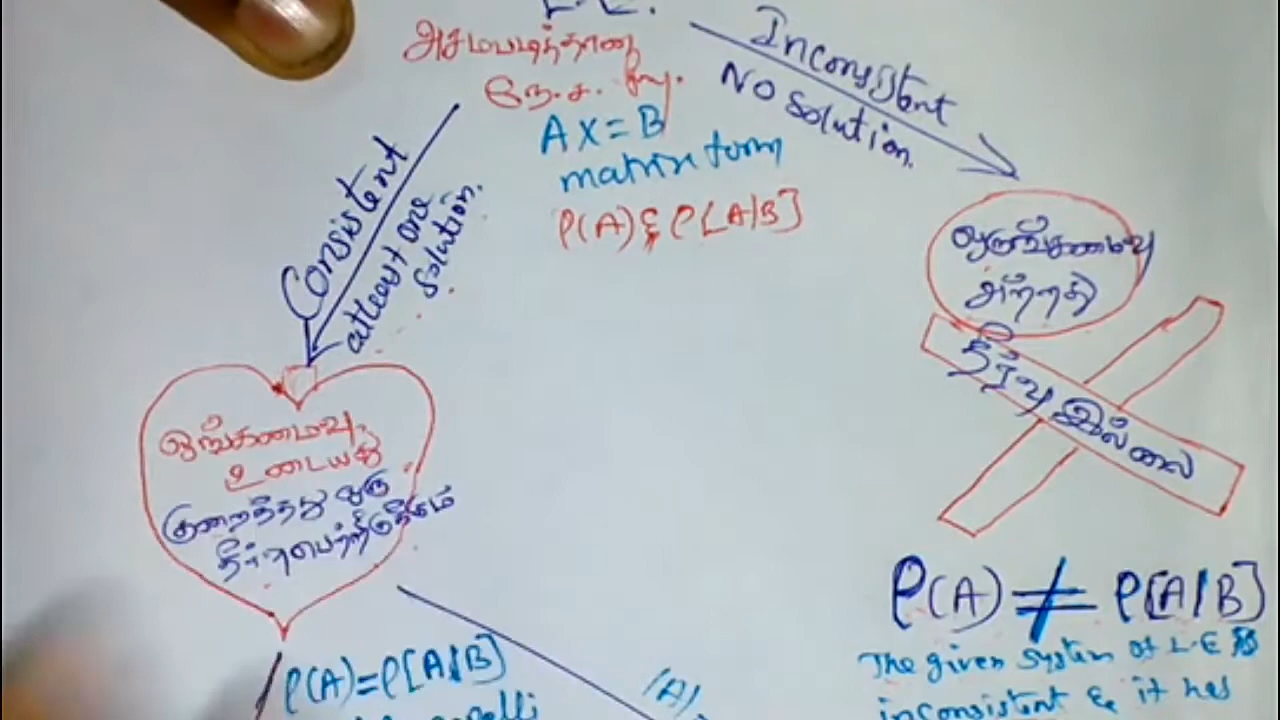 L.E.
அசமபடித்தான
நே.ச.
AX=B
matrix form
ρ(A) & ρ[A|B]
Inconsistent
No Solution.
Consistent
atleast one
solution.
ஒருங்கமைவு
அற்றது
தீர்வு இல்லை
ஒங்கமைவு
உடையது
குறைந்தது ஒரு
தீர்வு பெற்றிருக்கும்
ρ(A)=ρ[A|B]
|A|
ρ(A) ≠ ρ[A|B]
The given system of L.E is
inconsistent & it has